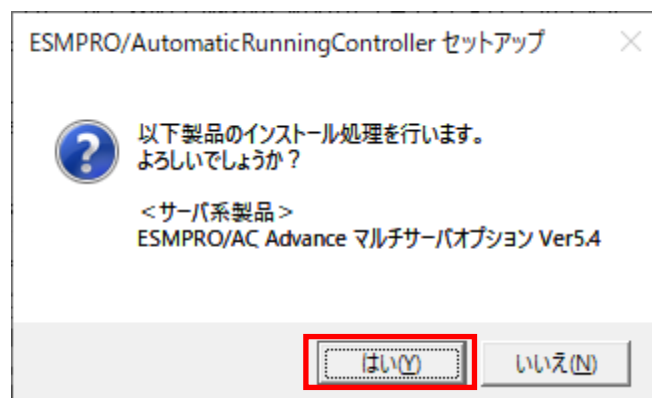 ESMPRO/AutomaticRunningController セットアップ
以下製品のインストール処理を行います。
よろしいでしょうか？
＜サーバ系製品＞
ESMPRO/AC Advance マルチサーバオプション Ver5.4
はい(Y)
いいえ(N)